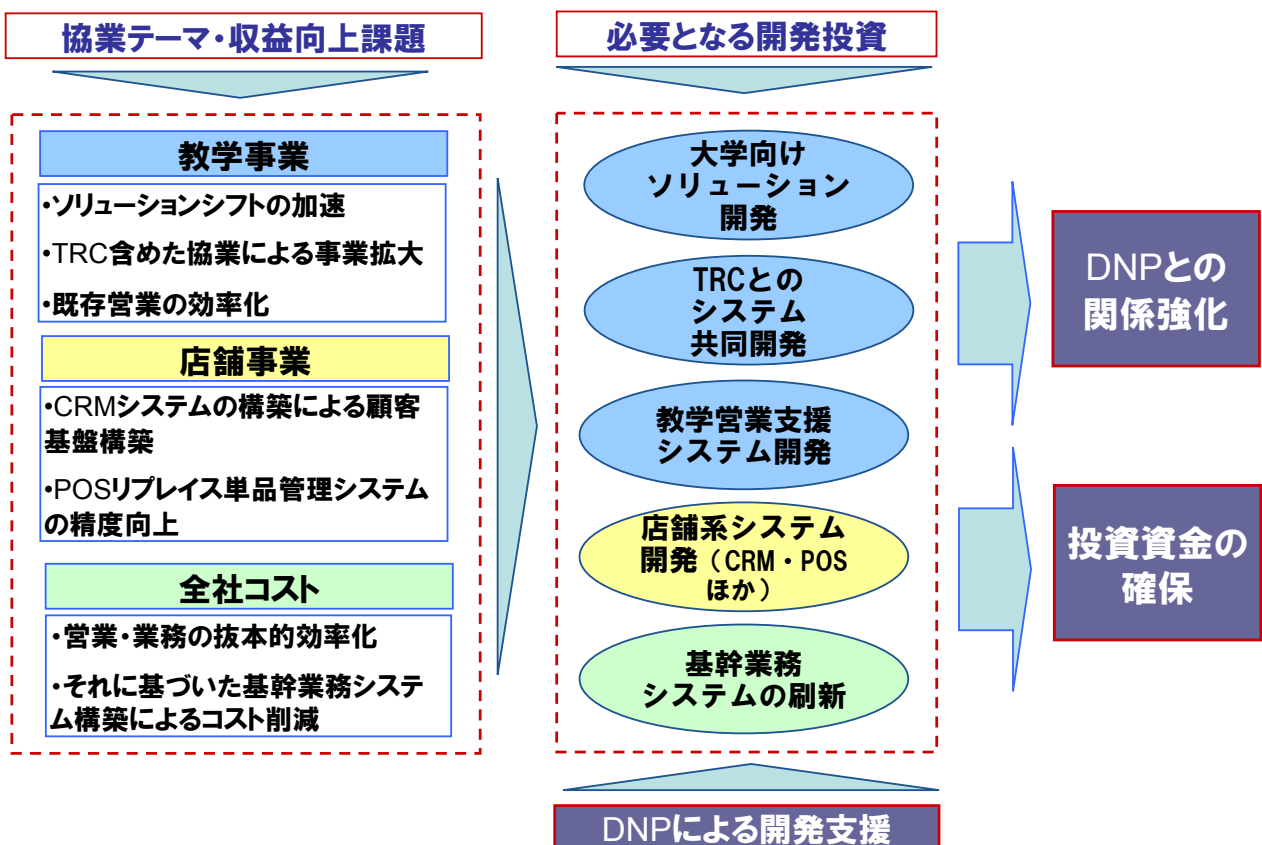 協業テーマ・収益向上課題
必要となる開発投資
教学事業
・ソリューションシフトの加速
・TRC含めた協業による事業拡大
・既存営業の効率化
店舗事業
・CRMシステムの構築による顧客
基盤構築
・POSリプレイス単品管理システム
の精度向上
全社コスト
・営業・業務の抜本的効率化
・それに基づいた基幹業務システ
ム構築によるコスト削減
大学向け
ソリューション
開発
TRCとの
システム
共同開発
教学営業支援
システム開発
店舗系システム
開発（CRM・POS
ほか）
基幹業務
システムの刷新
DNPによる開発支援
DNPとの
関係強化
投資資金の
確保